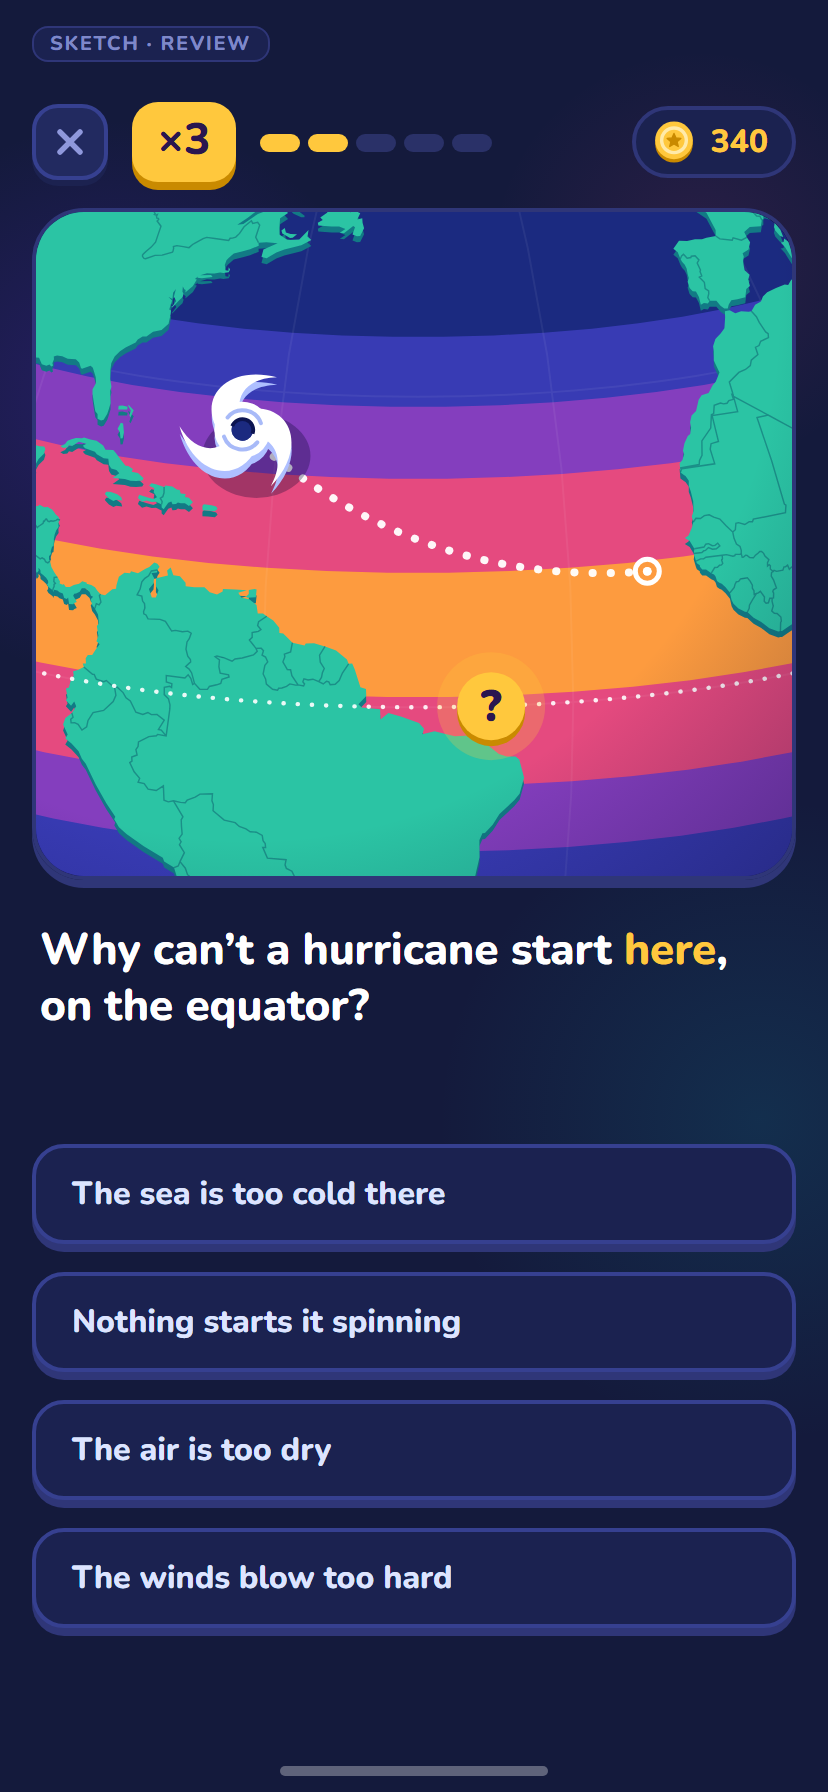 SKETCH · REVIEW
×3
340
?
Why can’t a hurricane start here,
on the equator?
The sea is too cold there
Nothing starts it spinning
The air is too dry
The winds blow too hard